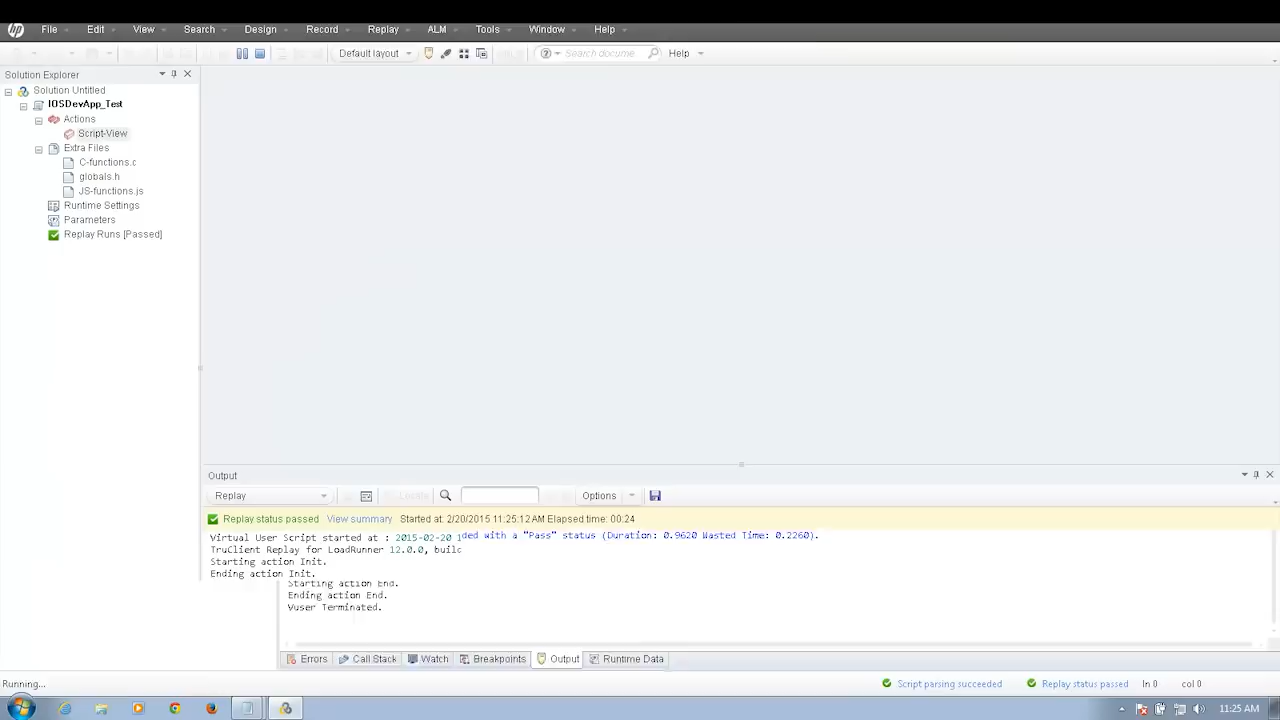 File Edit View Search Design Record Replay ALM Tools Window Help
Default layout Search docume Help
Solution Explorer
Solution Untitled
IOSDevApp_Test
Actions
Script-View
Extra Files
C-functions.c
globals.h
JS-functions.js
Runtime Settings
Parameters
Replay Runs [Passed]
Output
Replay Locate Options
Replay status passed View summary Started at: 2/20/2015 11:25:12 AM Elapsed time: 00:24
Virtual User Script started at : 2015-02-20 1
ded with a "Pass" status (Duration: 0.9620 Wasted Time: 0.2260).
TruClient Replay for LoadRunner 12.0.0, build
Starting action Init.
Ending action Init.
Starting action End.
Ending action End.
Vuser Terminated.
Errors Call Stack Watch Breakpoints Output Runtime Data
Running... Script parsing succeeded Replay status passed ln 0 col 0
11:25 AM